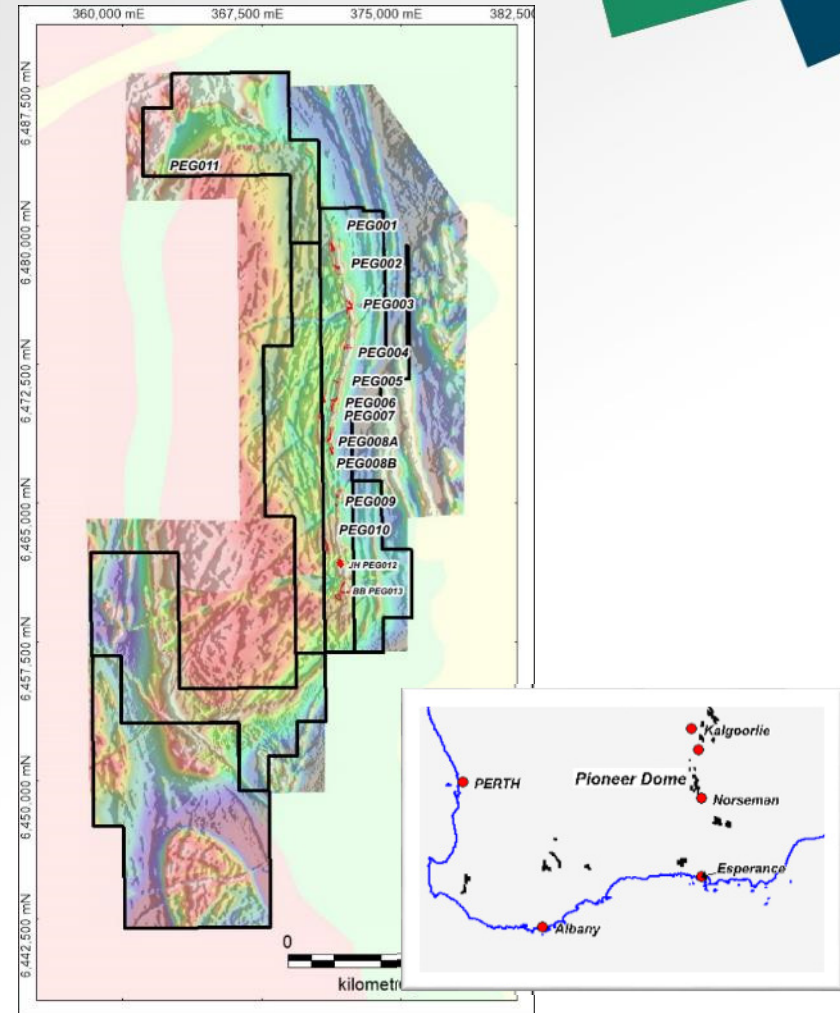 360,000 mE
367,500 mE
375,000 mE
382,50
6,487,500 mN
6,480,000 mN
6,472,500 mN
6,465,000 mN
6,457,500 mN
6,450,000 mN
6,442,500 mN
PEG011
PEG001
PEG002
PEG003
PEG004
PEG005
PEG006
PEG007
PEG008A
PEG008B
PEG009
PEG010
JH PEG012
BB PEG013
0
kilometre
Kalgoorlie
PERTH
Pioneer Dome
Norseman
Esperance
Albany